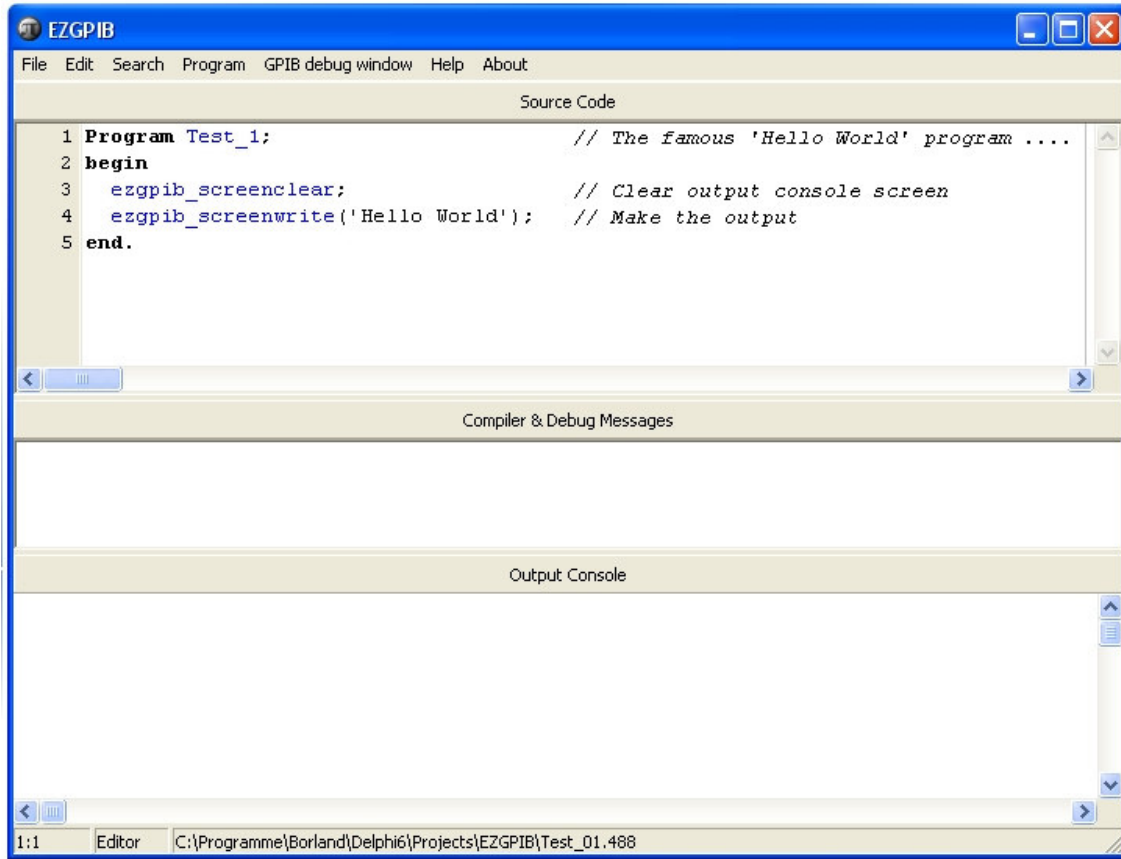 EZGPIB
File Edit Search Program GPIB debug window Help About
Source Code
1 Program Test_1; // The famous 'Hello World' program ....
2 begin
3 ezgpib_screenclear; // Clear output console screen
4 ezgpib_screenwrite('Hello World'); // Make the output
5 end.
Compiler & Debug Messages
Output Console
1:1 Editor C:\Programme\Borland\Delphi6\Projects\EZGPIB\Test_01.488